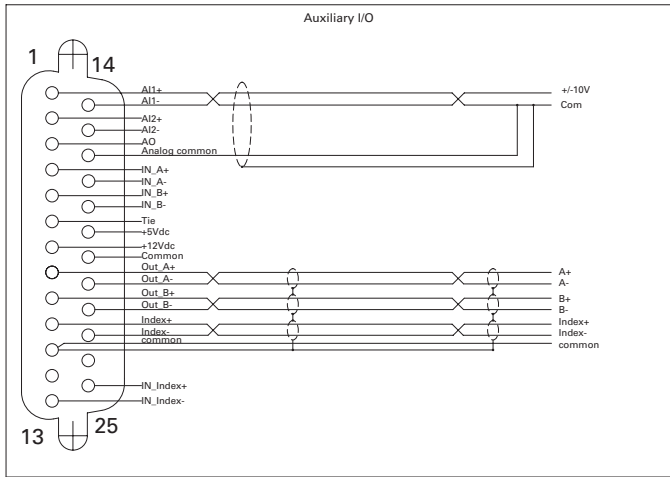 Auxiliary I/O
1
14
AI1+
+/-10V
AI1-
Com
AI2+
AI2-
AO
Analog common
IN_A+
IN_A-
IN_B+
IN_B-
Tie
+5Vdc
+12Vdc
Common
Out_A+
A+
Out_A-
A-
Out_B+
B+
Out_B-
B-
Index+
Index+
Index-
Index-
common
common
IN_Index+
IN_Index-
13
25